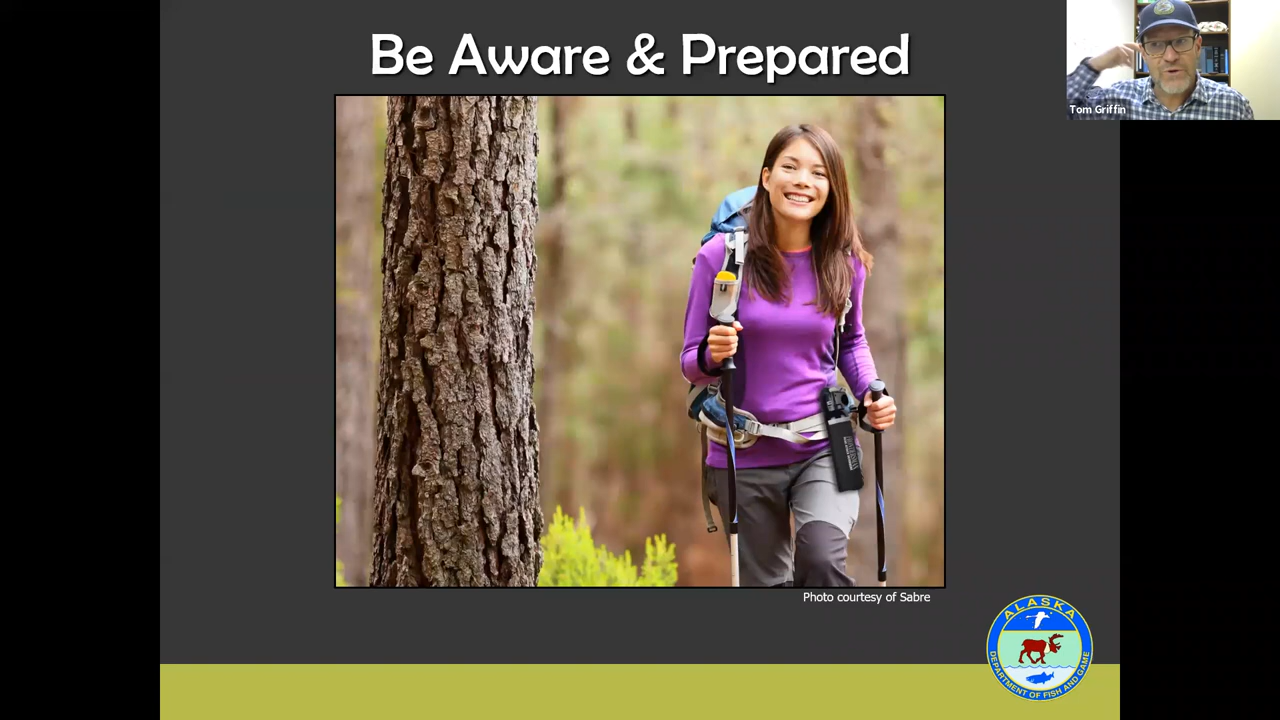 Be Aware & Prepared
Tom Griffin
Photo courtesy of Sabre
ALASKA
DEPARTMENT OF FISH AND GAME